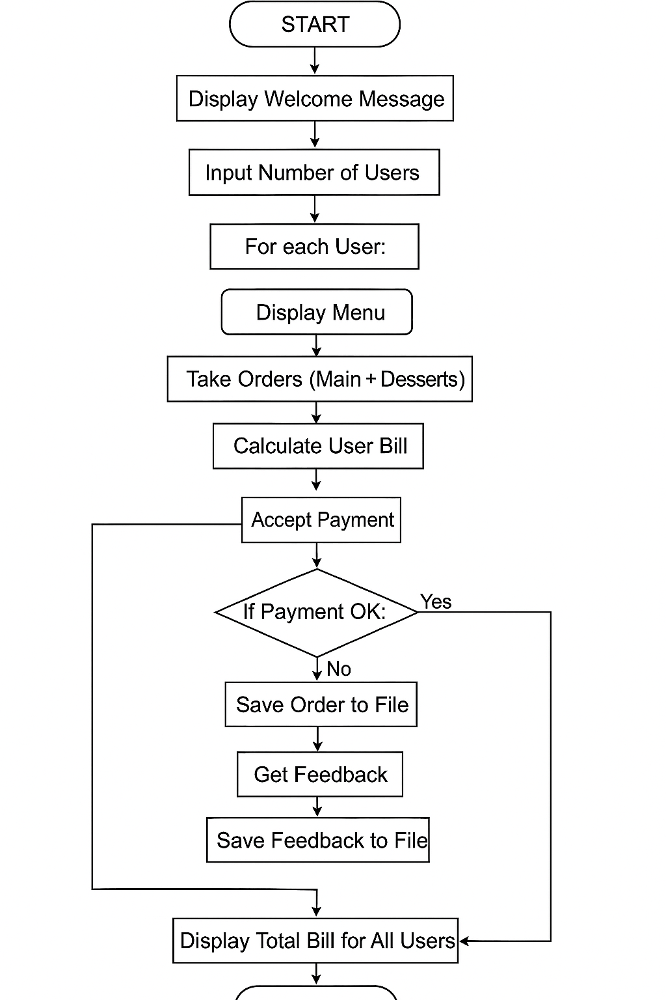 START
Display Welcome Message
Input Number of Users
For each User:
Display Menu
Take Orders (Main + Desserts)
Calculate User Bill
Accept Payment
If Payment OK:
Yes
No
Save Order to File
Get Feedback
Save Feedback to File
Display Total Bill for All Users